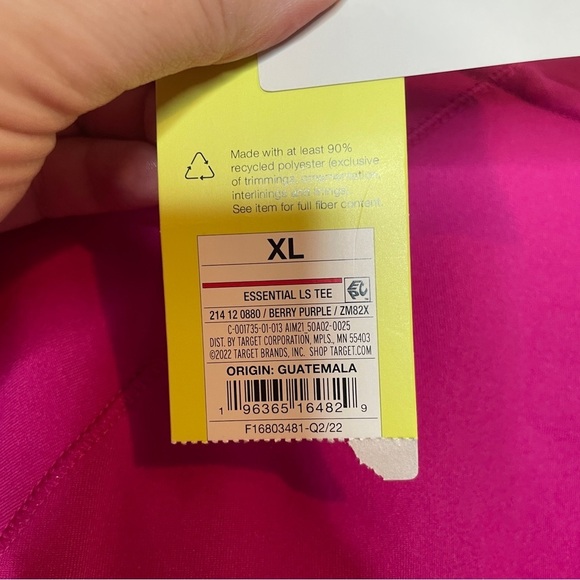 Made with at least 90%
recycled polyester (exclusive
of trimmings, ornamentation,
interlinings
See item for full fiber content.
XL
ESSENTIAL LS TEE
214 12 0880 / BERRY PURPLE / ZM82X
C-001735-01-013 AIM21 50A02-0025
DIST. BY TARGET CORPORATION, MPLS., MN 55403
©2022 TARGET BRANDS, INC. SHOP TARGET.COM
ORIGIN: GUATEMALA
1 96365 16482 9
F16803481-Q2/22